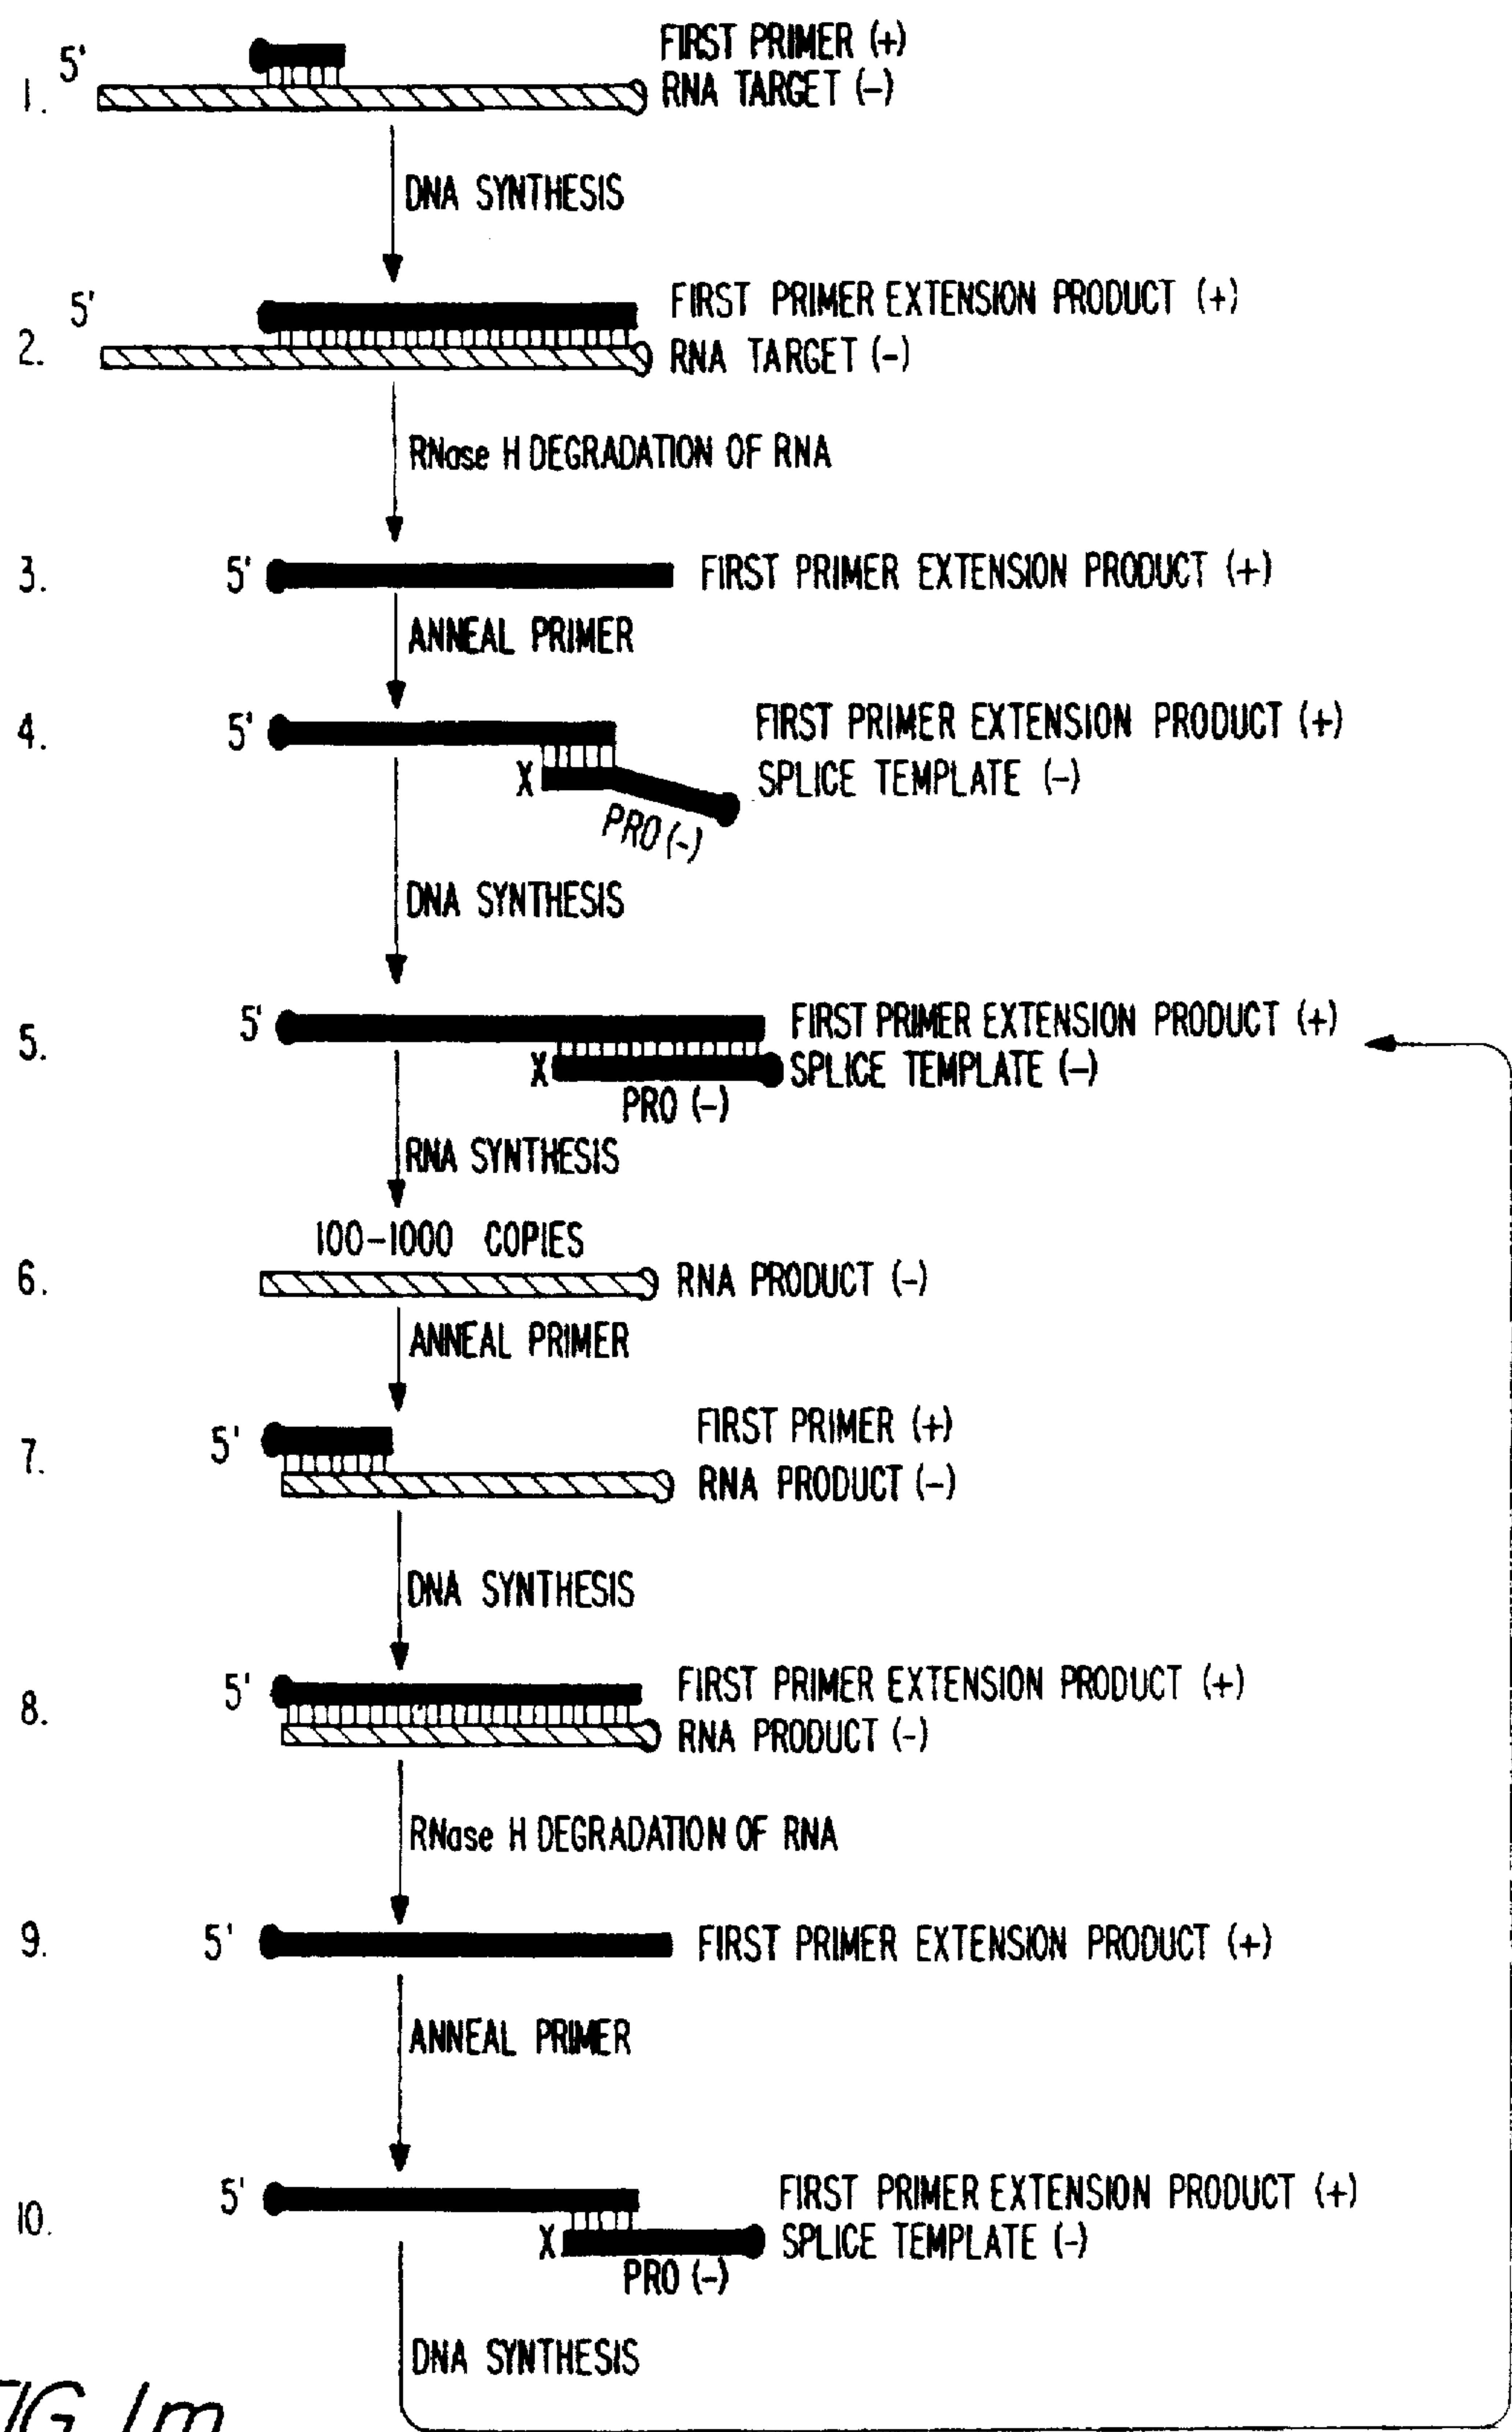 5'
FIRST PRIMER (+)
1.
RNA TARGET (-)
DNA SYNTHESIS
5'
FIRST PRIMER EXTENSION PRODUCT (+)
2.
RNA TARGET (-)
RNase H DEGRADATION OF RNA
3.
5'
FIRST PRIMER EXTENSION PRODUCT (+)
ANNEAL PRIMER
4.
5'
FIRST PRIMER EXTENSION PRODUCT (+)
X
SPLICE TEMPLATE (-)
PRO (-)
DNA SYNTHESIS
5.
5'
FIRST PRIMER EXTENSION PRODUCT (+)
X
SPLICE TEMPLATE (-)
PRO (-)
RNA SYNTHESIS
100-1000 COPIES
6.
RNA PRODUCT (-)
ANNEAL PRIMER
7.
5'
FIRST PRIMER (+)
RNA PRODUCT (-)
DNA SYNTHESIS
8.
5'
FIRST PRIMER EXTENSION PRODUCT (+)
RNA PRODUCT (-)
RNase H DEGRADATION OF RNA
9.
5'
FIRST PRIMER EXTENSION PRODUCT (+)
ANNEAL PRIMER
10.
5'
FIRST PRIMER EXTENSION PRODUCT (+)
X
SPLICE TEMPLATE (-)
PRO (-)
DNA SYNTHESIS
FIG. 1m